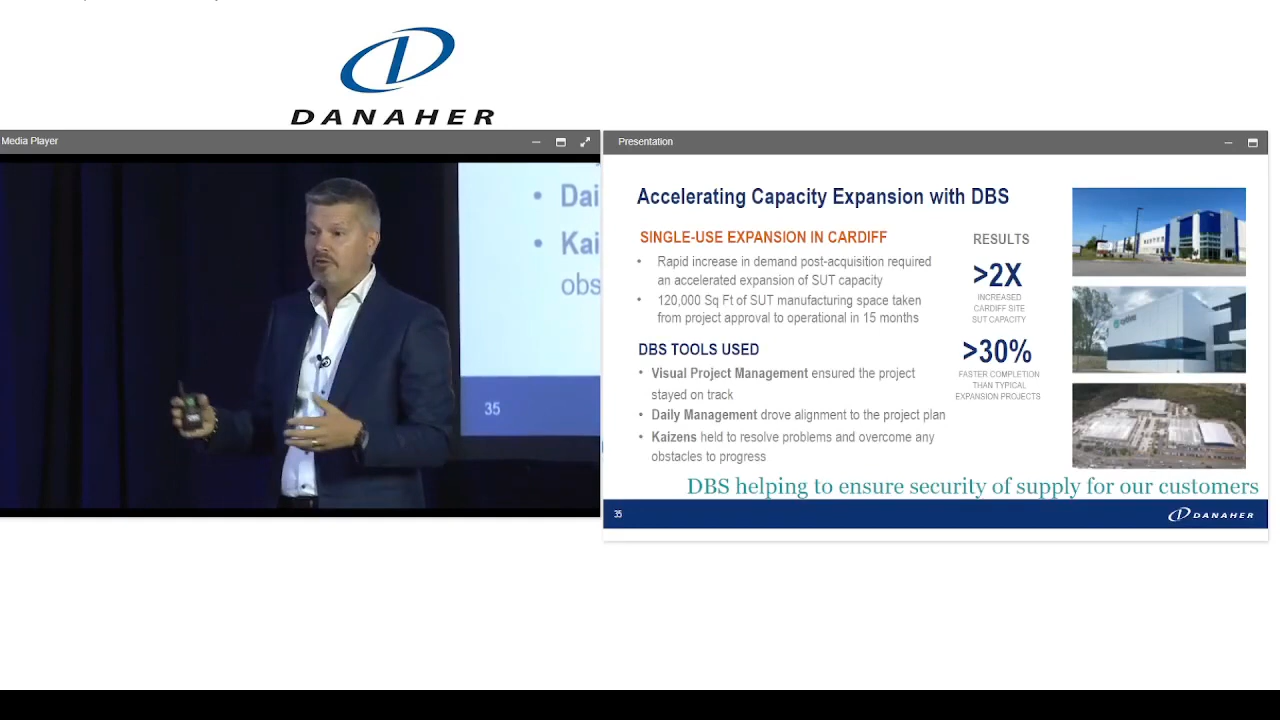 DANAHER
Media Player
• Dai
• Kai
obs
35
Presentation
Accelerating Capacity Expansion with DBS
SINGLE-USE EXPANSION IN CARDIFF
• Rapid increase in demand post-acquisition required
an accelerated expansion of SUT capacity
• 120,000 Sq Ft of SUT manufacturing space taken
from project approval to operational in 15 months
DBS TOOLS USED
• Visual Project Management ensured the project
stayed on track
• Daily Management drove alignment to the project plan
• Kaizens held to resolve problems and overcome any
obstacles to progress
RESULTS
>2X
INCREASED
CARDIFF SITE
SUT CAPACITY
>30%
FASTER COMPLETION
THAN TYPICAL
EXPANSION PROJECTS
DBS helping to ensure security of supply for our customers
35
DANAHER